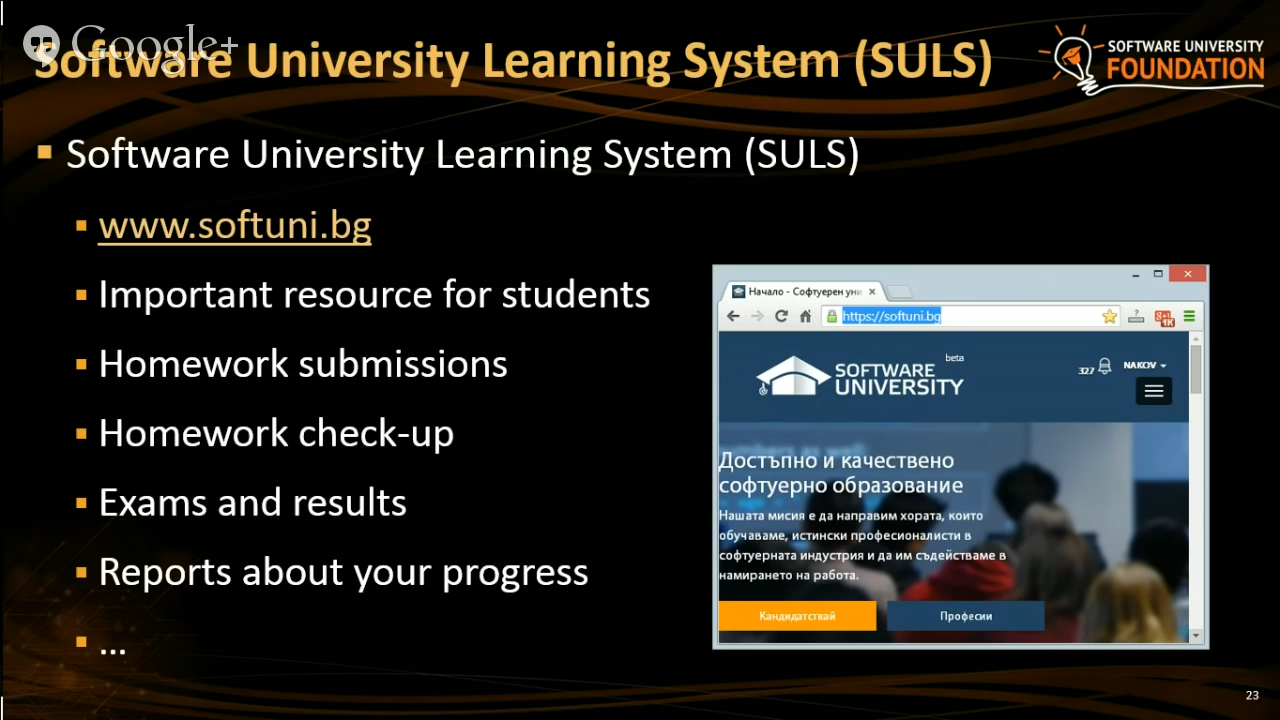 Google+
Software University Learning System (SULS)
SOFTWARE UNIVERSITY
FOUNDATION
Software University Learning System (SULS)
www.softuni.bg
Important resource for students
Homework submissions
Homework check-up
Exams and results
Reports about your progress
...
Начало - Софтуерен уни
https://softuni.bg
1K
SOFTWARE
UNIVERSITY
beta
327
NAKOV
Достъпно и качествено
софтуерно образование
Нашата мисия е да направим хората, които
обучаваме, истински професионалисти в
софтуерната индустрия и да им съдействаме в
намирането на работа.
Кандидатствай
Професии
23